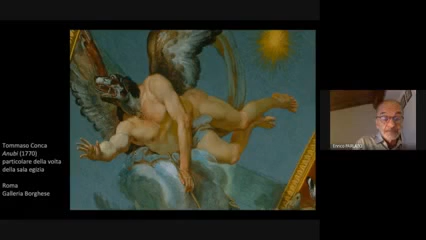 Tommaso Conca
Anubi (1770)
particolare della volta
della sala egizia
Roma
Galleria Borghese